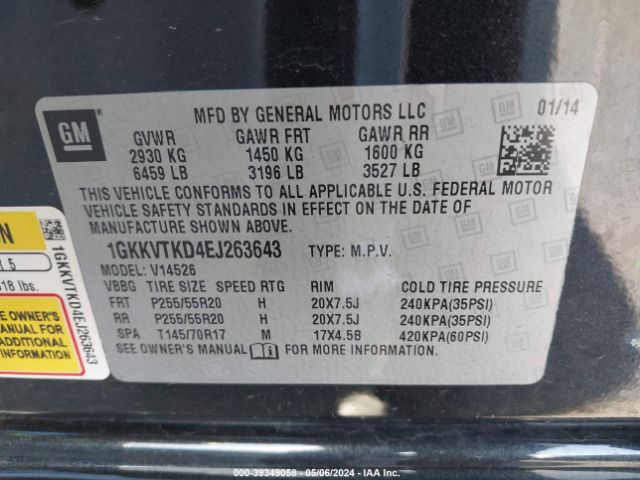 GM
MFD BY GENERAL MOTORS LLC 01/14
GVWR GAWR FRT GAWR RR
2930 KG 1450 KG 1600 KG
6459 LB 3196 LB 3527 LB
THIS VEHICLE CONFORMS TO ALL APPLICABLE U.S. FEDERAL MOTOR
VEHICLE SAFETY STANDARDS IN EFFECT ON THE DATE OF
MANUFACTURE SHOWN ABOVE.
1GKKVTKD4EJ263643 TYPE: M.P.V.
MODEL: V14526
VBBG TIRE SIZE SPEED RTG RIM COLD TIRE PRESSURE
FRT P255/55R20 H 20X7.5J 240KPA(35PSI)
RR P255/55R20 H 20X7.5J 240KPA(35PSI)
SPA T145/70R17 M 17X4.5B 420KPA(60PSI)
SEE OWNER'S MANUAL FOR MORE INFORMATION.
N
5
818 lbs.
OWNER'S
MANUAL FOR
ADDITIONAL
INFORMATION
1GKKVTKD4EJ263643
000-39349058 - 05/06/2024 - IAA Inc.